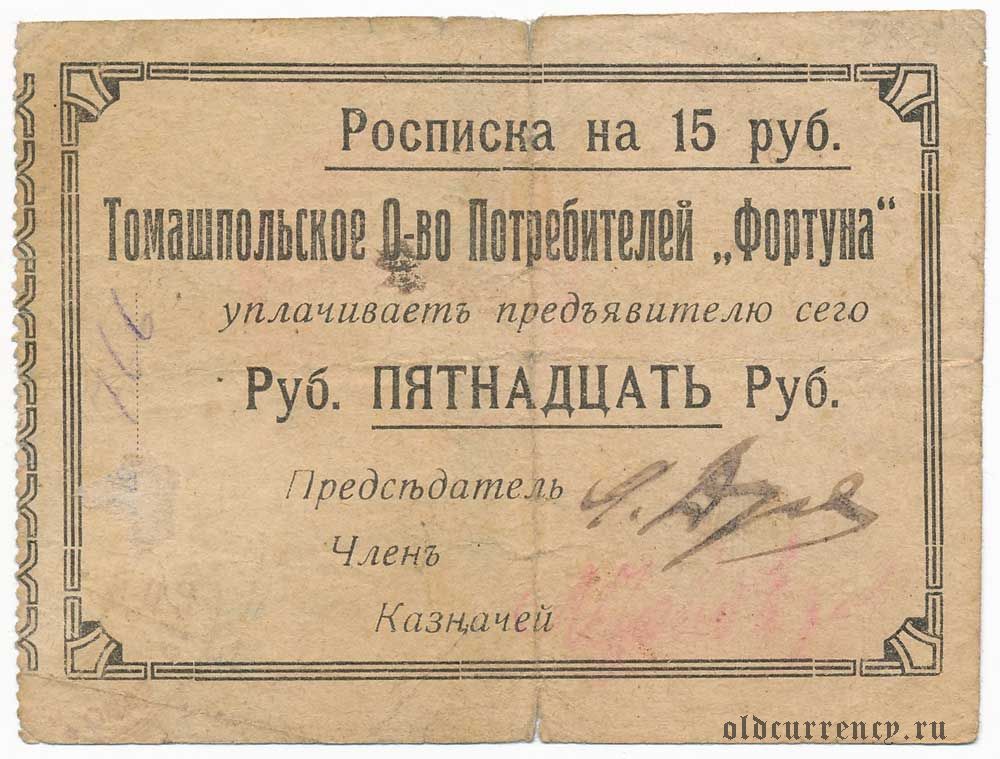 Росписка на 15 руб.
Томашпольское О-во Потребителей „Фортуна“
уплачиваетъ предъявителю сего
Руб. ПЯТНАДЦАТЬ Руб.
Предсѣдатель
Членъ
Казначей
oldcurrency.ru